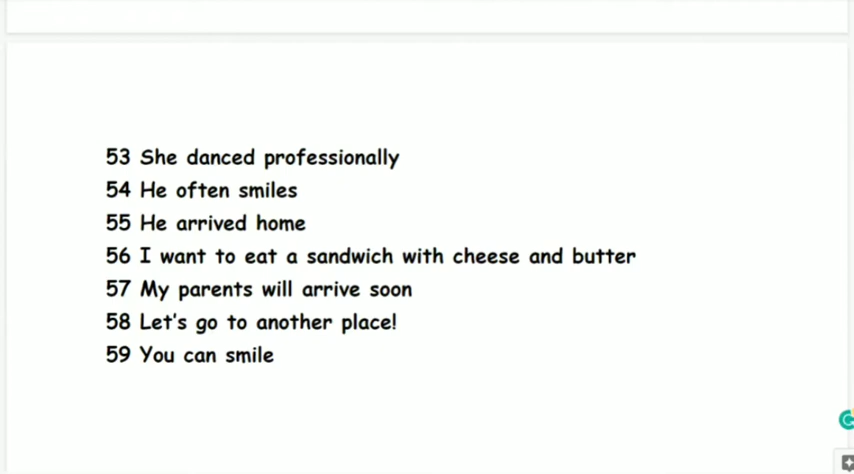 53 She danced professionally
54 He often smiles
55 He arrived home
56 I want to eat a sandwich with cheese and butter
57 My parents will arrive soon
58 Let's go to another place!
59 You can smile